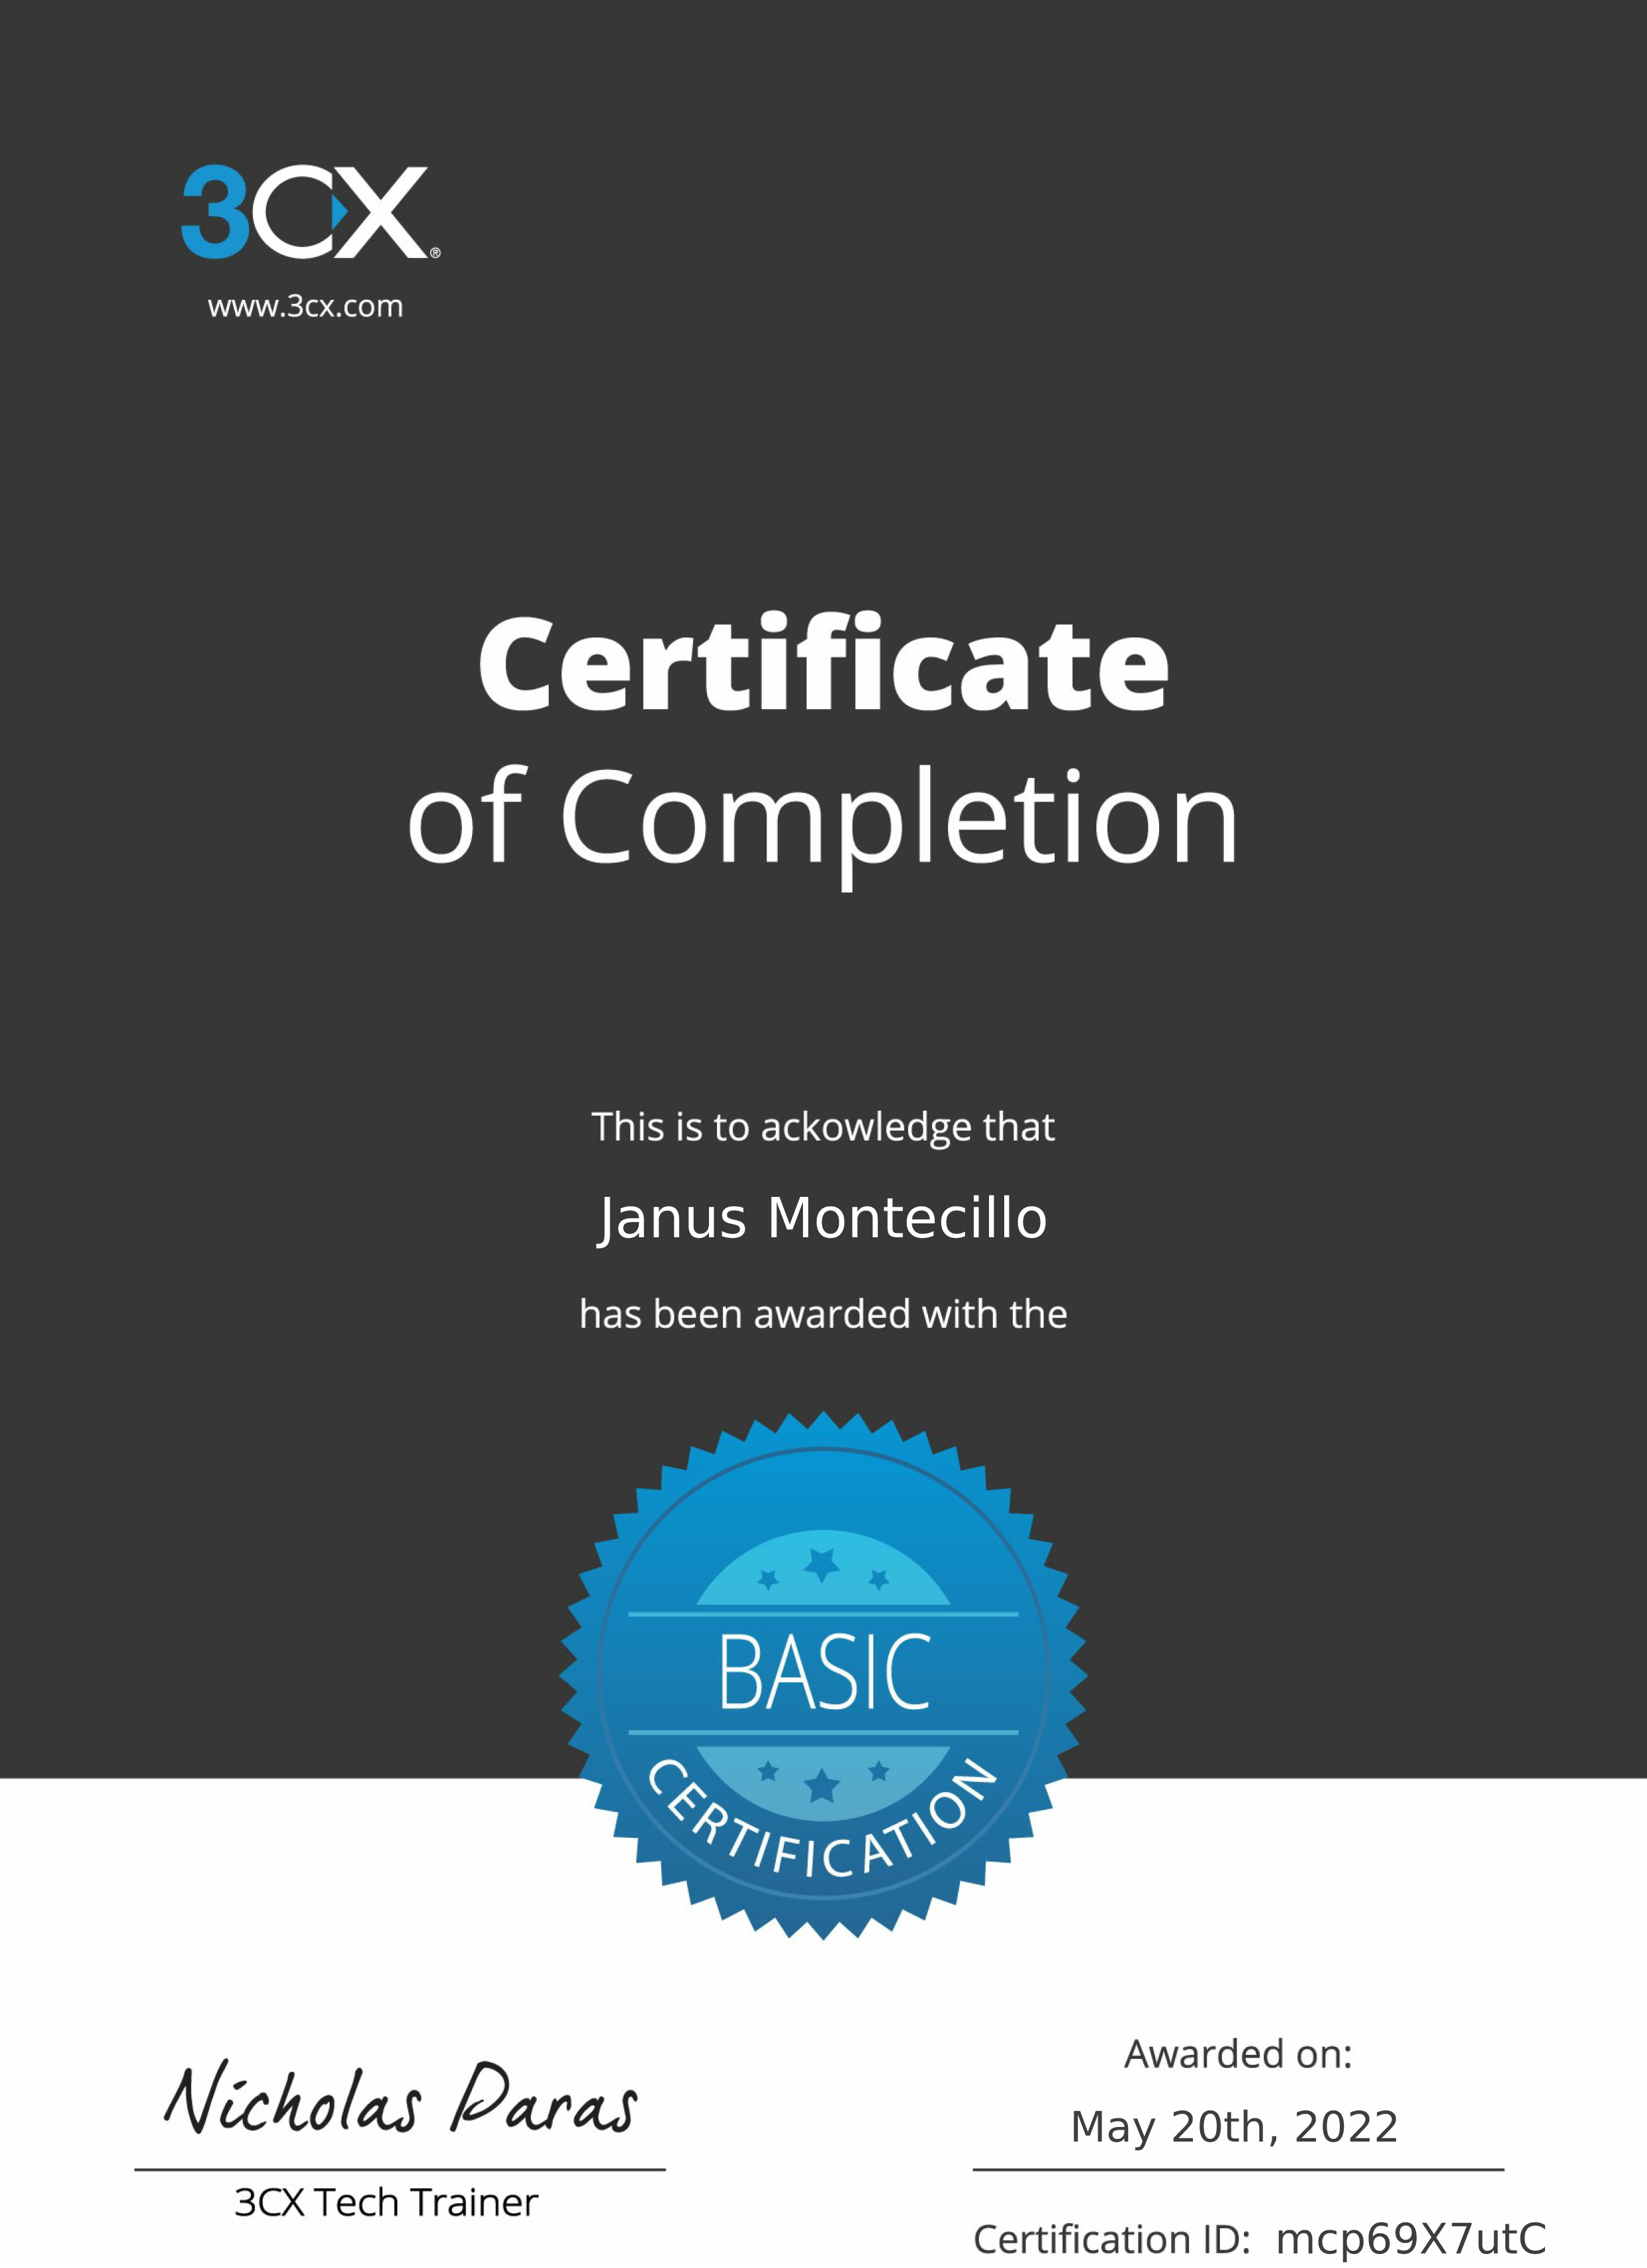 3CX®
www.3cx.com
Certificate
of Completion
This is to ackowledge that
Janus Montecillo
has been awarded with the
BASIC
CERTIFICATION
Nicholas Daras
3CX Tech Trainer
Awarded on:
May 20th, 2022
Certification ID: mcp69X7utC